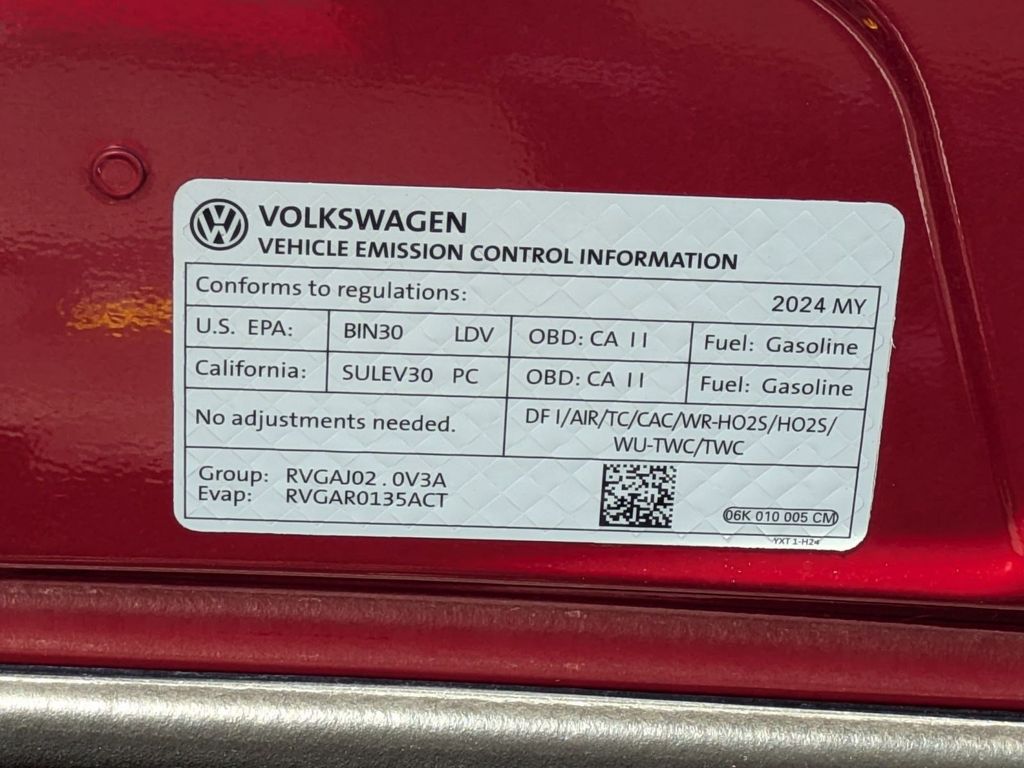 VOLKSWAGEN
VEHICLE EMISSION CONTROL INFORMATION
Conforms to regulations: 2024 MY
U.S. EPA: BIN30 LDV OBD: CA II Fuel: Gasoline
California: SULEV30 PC OBD: CA II Fuel: Gasoline
No adjustments needed. DFI/AIR/TC/CAC/WR-HO2S/HO2S/
WU-TWC/TWC
Group: RVGAJ02.0V3A
Evap: RVGAR0135ACT
06K 010 005 CM
YXT 1-H24